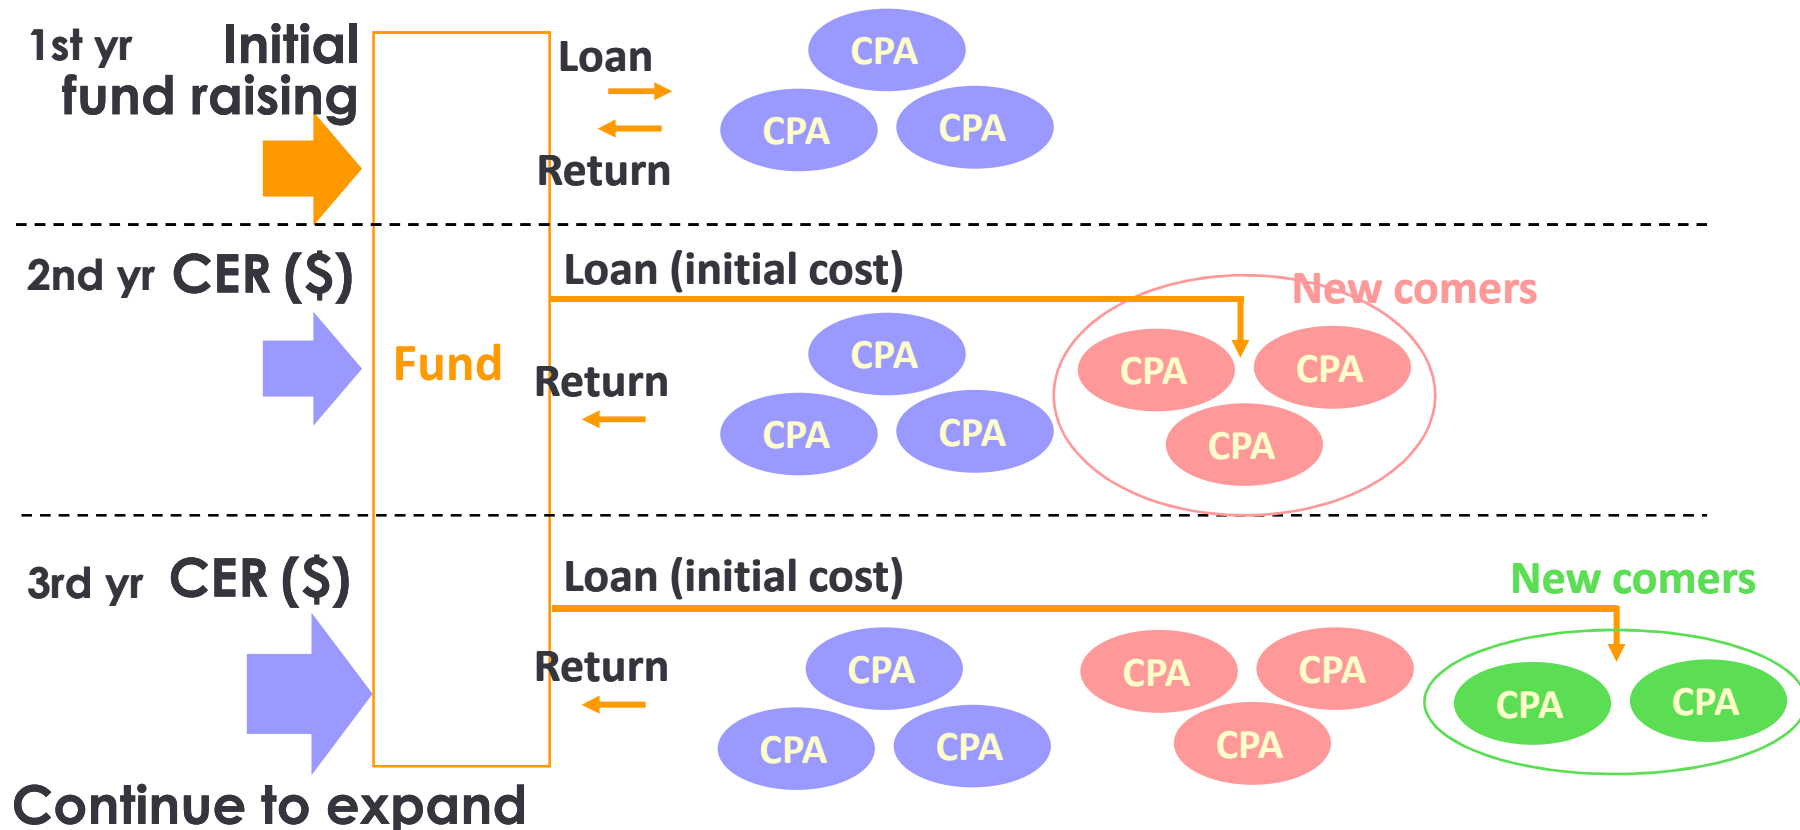 1st yr Initial
fund raising
Loan
Return
CPA
CPA
CPA
2nd yr CER ($)
Loan (initial cost)
New comers
Fund
Return
CPA
CPA
CPA
CPA
CPA
CPA
3rd yr CER ($)
Loan (initial cost)
New comers
Return
CPA
CPA
CPA
CPA
CPA
CPA
CPA
CPA
Continue to expand